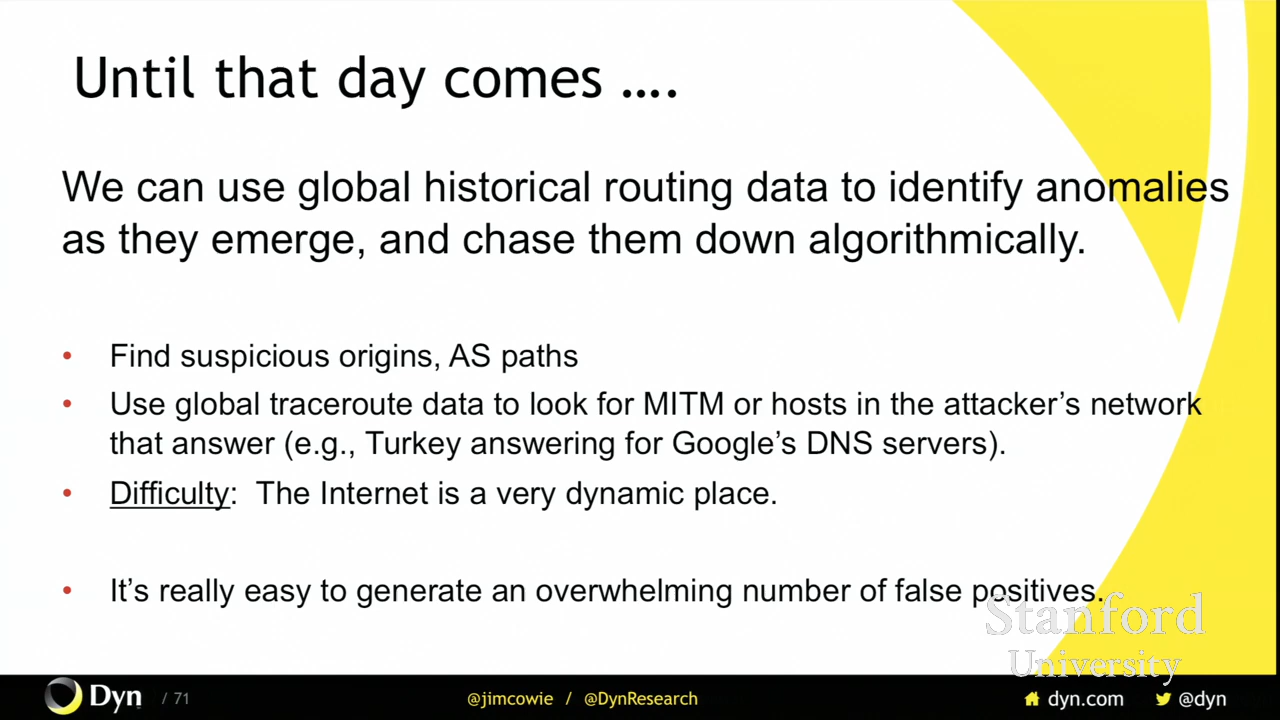 Until that day comes ….
We can use global historical routing data to identify anomalies
as they emerge, and chase them down algorithmically.
• Find suspicious origins, AS paths
• Use global traceroute data to look for MITM or hosts in the attacker’s network
that answer (e.g., Turkey answering for Google’s DNS servers).
• Difficulty: The Internet is a very dynamic place.
• It’s really easy to generate an overwhelming number of false positives.
Stanford
University
Dyn / 71 @jimcowie / @DynResearch dyn.com @dyn